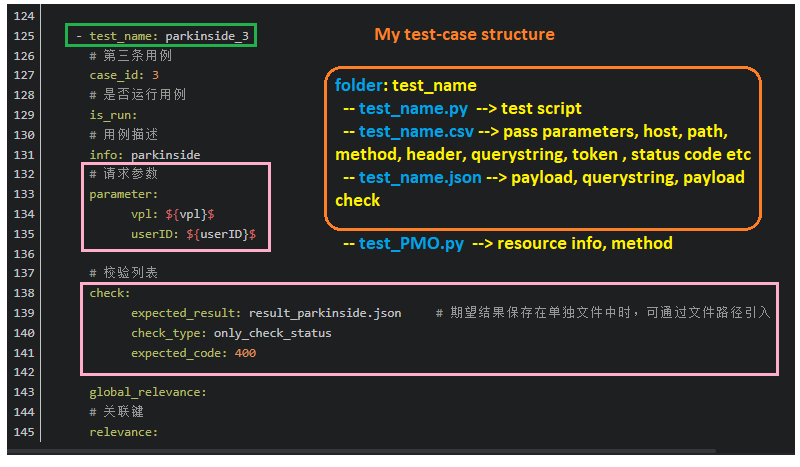 124
125 - test_name: parkinside_3
My test-case structure
126 # 第三条用例
127 case_id: 3
128 # 是否运行用例
129 is_run:
130 # 用例描述
131 info: parkinside
132 # 请求参数
133 parameter:
134 vpl: ${vpl}$
135 userID: ${userID}$
136
folder: test_name
-- test_name.py --> test script
-- test_name.csv --> pass parameters, host, path,
method, header, querystring, token , status code etc
-- test_name.json --> payload, querystring, payload
check
-- test_PMO.py --> resource info, method
137 # 校验列表
138 check:
139 expected_result: result_parkinside.json # 期望结果保存在单独文件中时，可通过文件路径引入
140 check_type: only_check_status
141 expected_code: 400
142
143 global_relevance:
144 # 关联键
145 relevance: